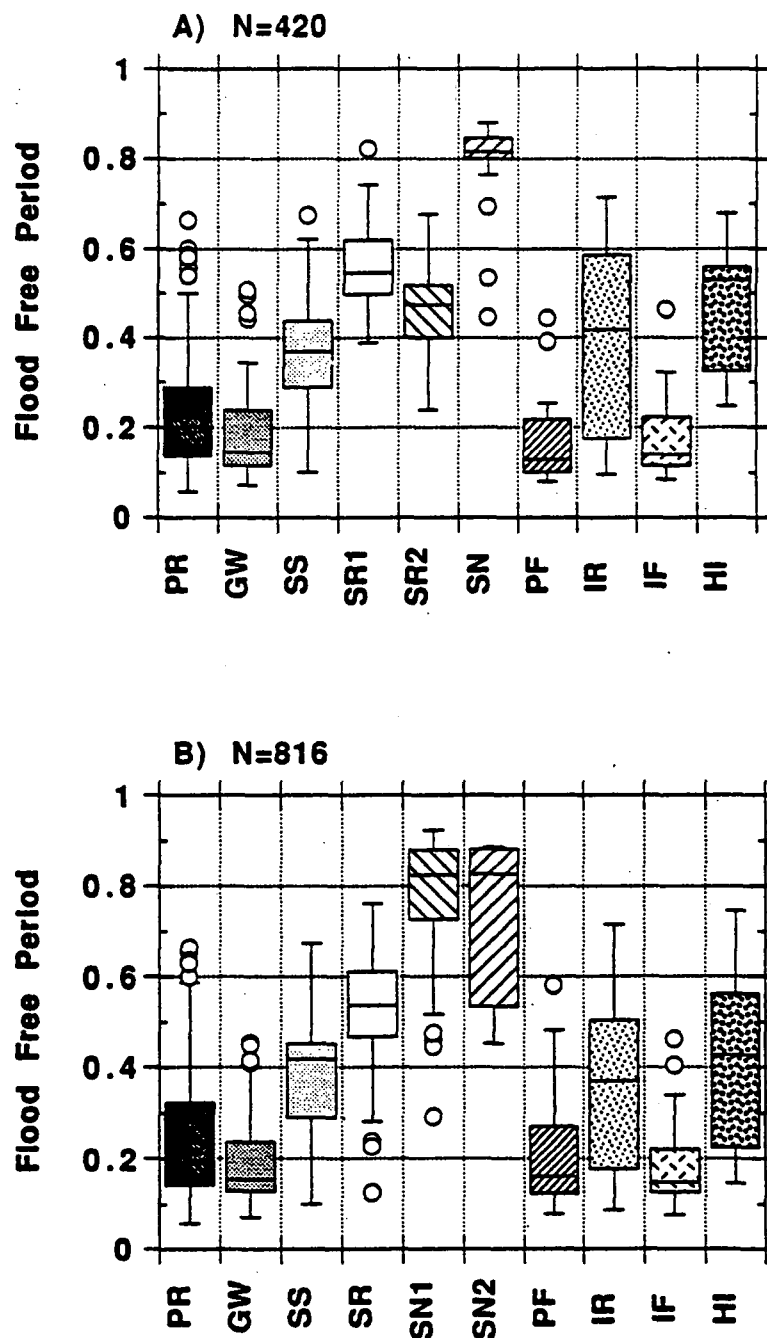 A) N=420
Flood Free Period
1
0.8
0.6
0.4
0.2
0
PR GW SS SR1 SR2 SN PF IR IF HI
B) N=816
Flood Free Period
1
0.8
0.6
0.4
0.2
0
PR GW SS SR SN1 SN2 PF IR IF HI